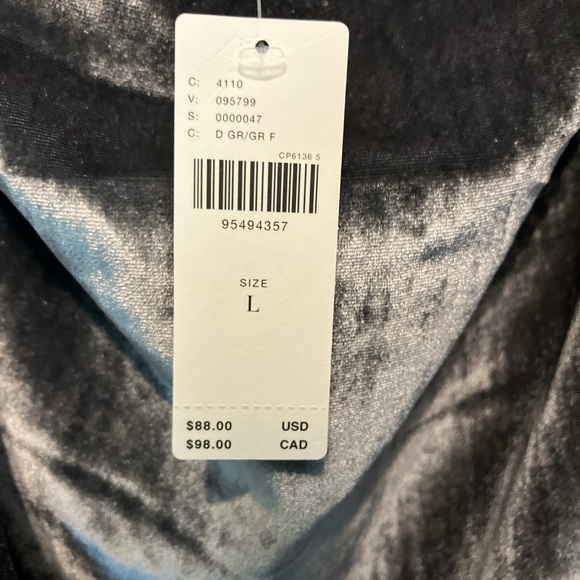 C: 4110
V: 095799
S: 0000047
C: D GR/GR F
CP6136 5
95494357
SIZE
L
$88.00 USD
$98.00 CAD